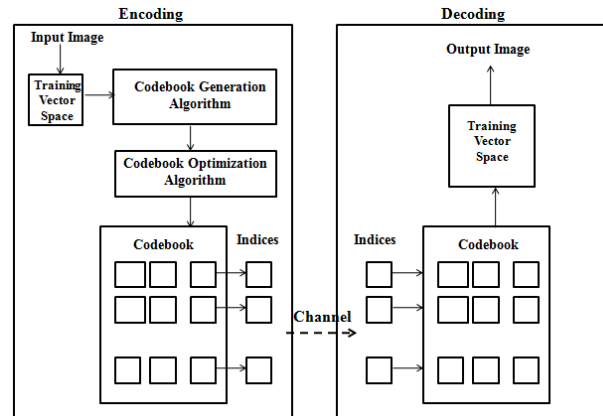 Encoding
Input Image
Training
Vector
Space
Codebook Generation
Algorithm
Codebook Optimization
Algorithm
Codebook
Indices
Channel
Decoding
Output Image
Training
Vector
Space
Indices
Codebook